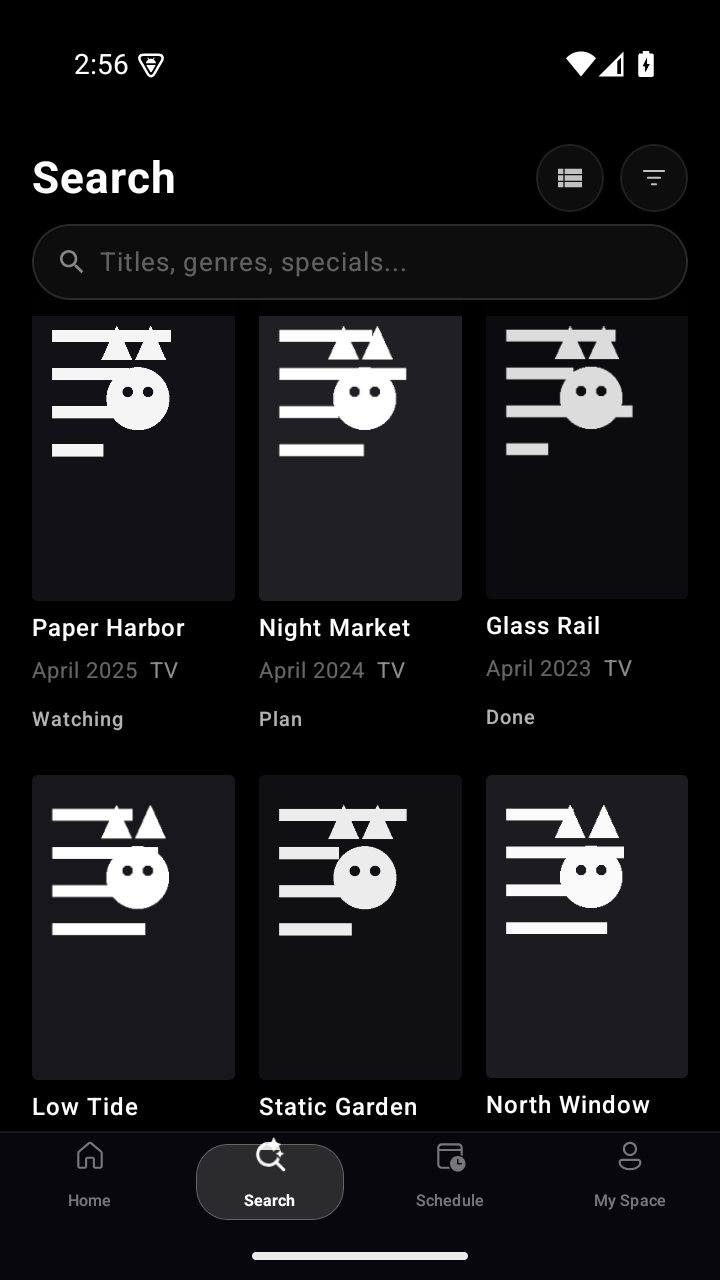 2:56
Search
Titles, genres, specials...
Paper Harbor
April 2025 TV
Watching
Night Market
April 2024 TV
Plan
Glass Rail
April 2023 TV
Done
Low Tide
Static Garden
North Window
Home
Search
Schedule
My Space